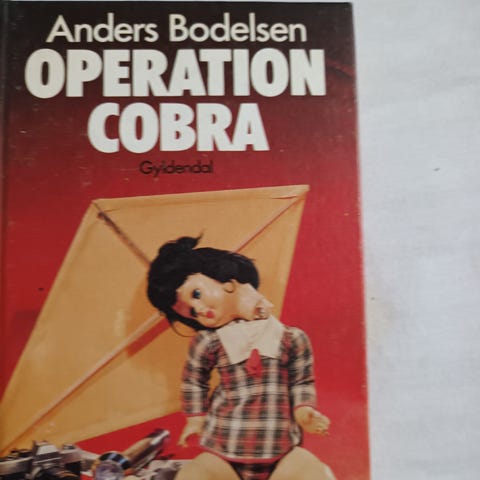 Anders Bodelsen
OPERATION
COBRA
Gyldendal